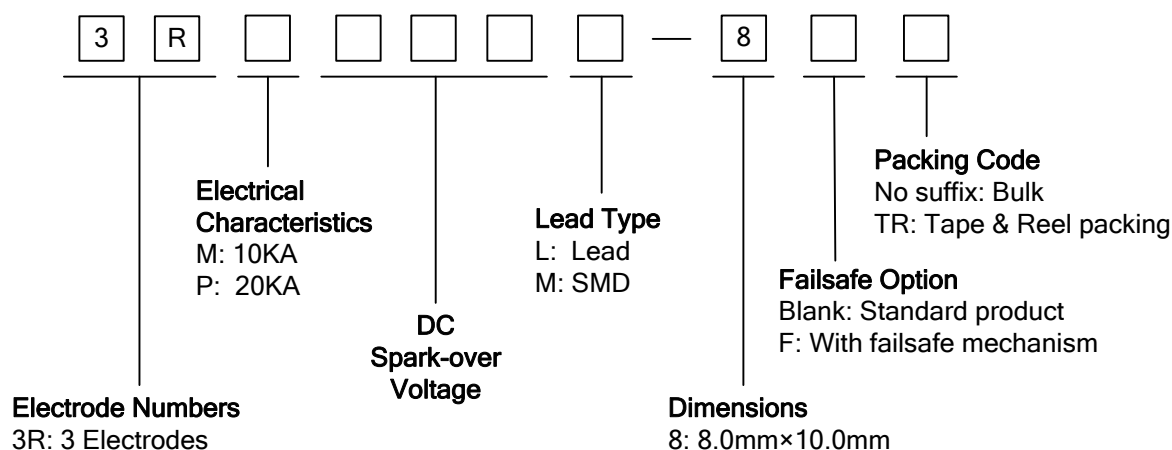 3 R — 8
Packing Code
No suffix: Bulk
TR: Tape & Reel packing
Electrical
Characteristics
M: 10KA
P: 20KA
Lead Type
L: Lead
M: SMD
Failsafe Option
Blank: Standard product
F: With failsafe mechanism
DC
Spark-over
Voltage
Electrode Numbers
3R: 3 Electrodes
Dimensions
8: 8.0mm×10.0mm